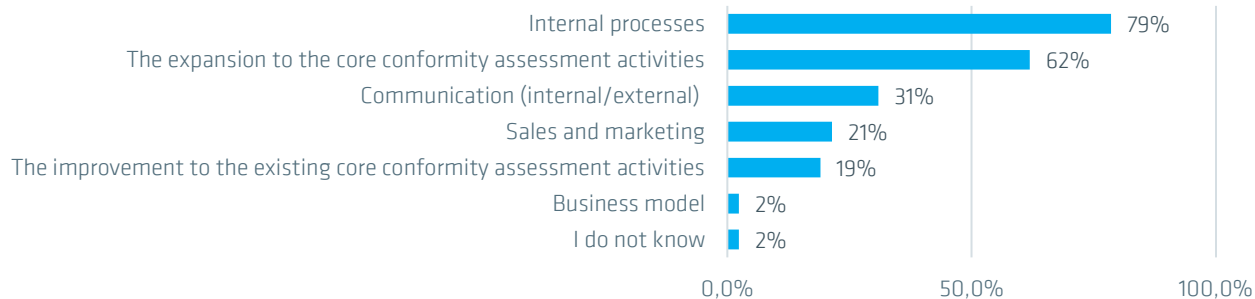 Internal processes 79%
The expansion to the core conformity assessment activities 62%
Communication (internal/external) 31%
Sales and marketing 21%
The improvement to the existing core conformity assessment activities 19%
Business model 2%
I do not know 2%
0,0% 50,0% 100,0%